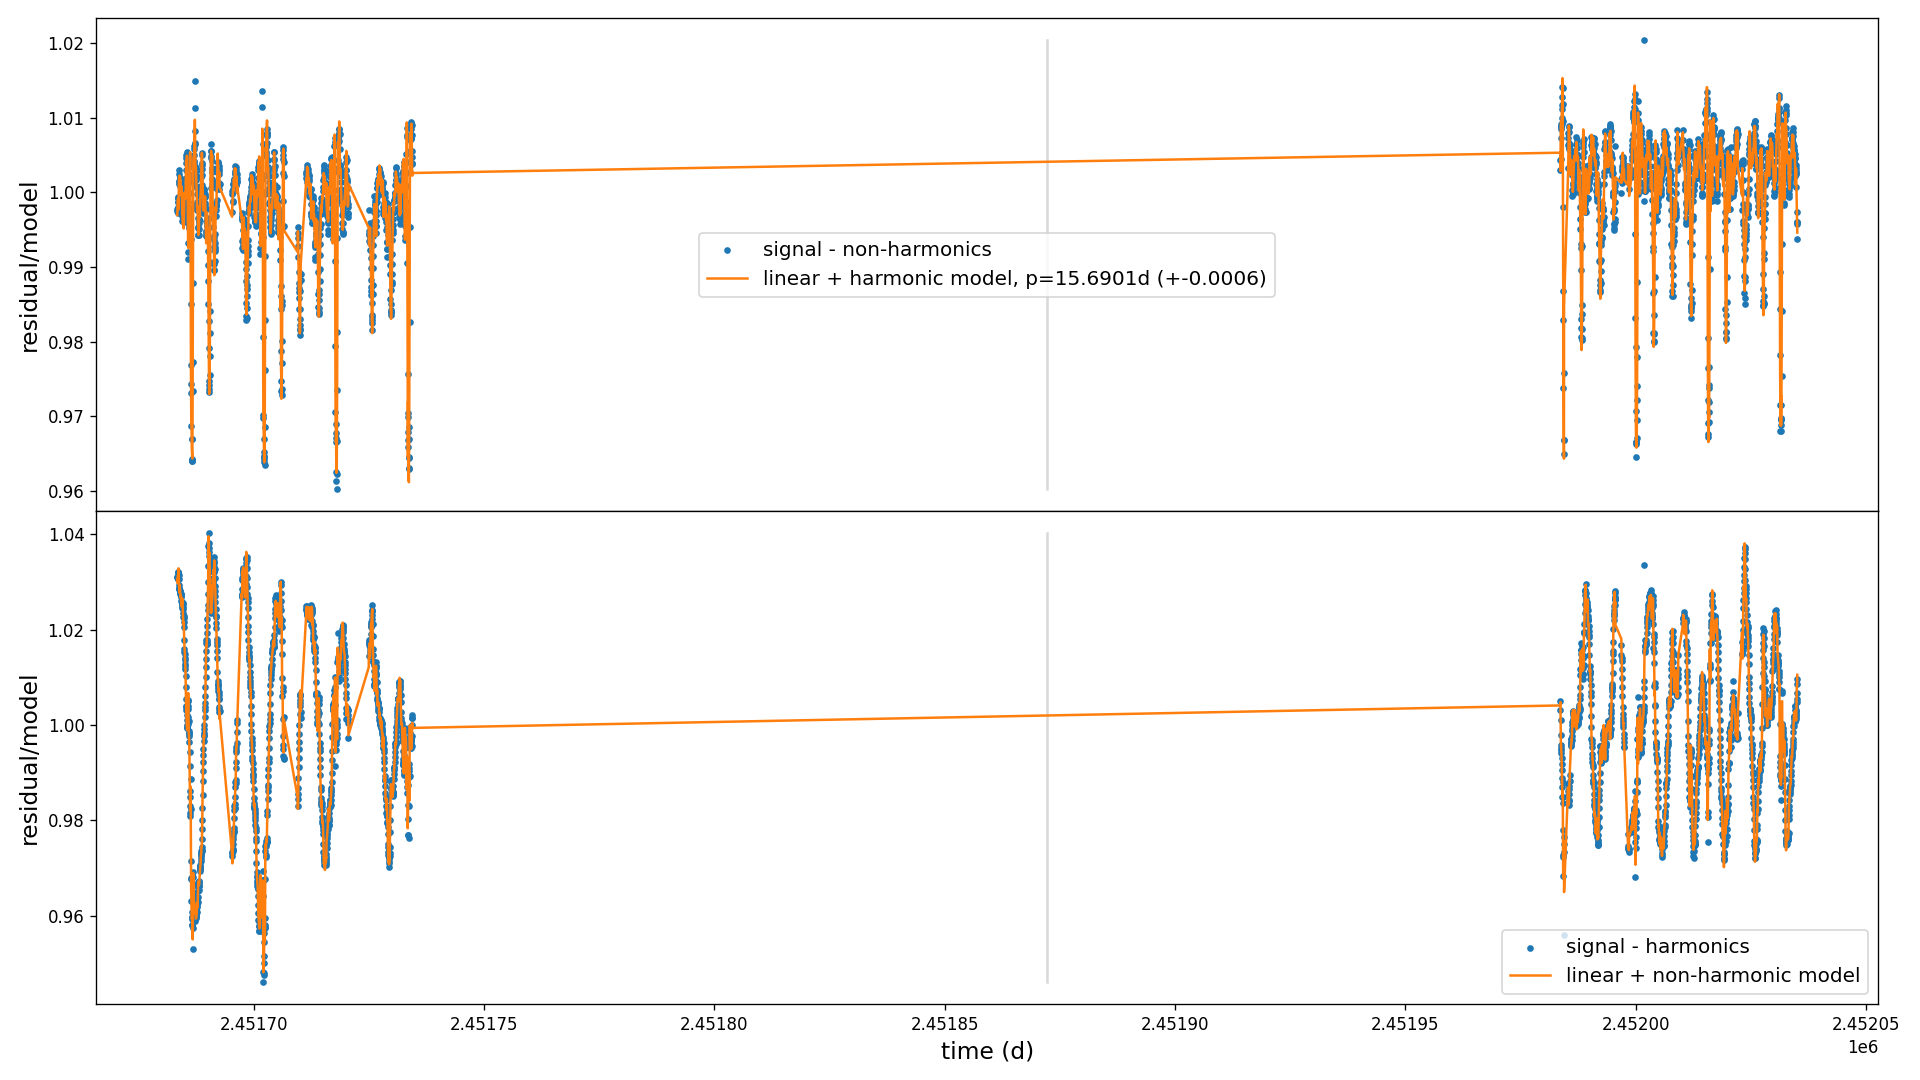 1.02
1.01
1.00
0.99
0.98
0.97
0.96
residual/model
signal - non-harmonics
linear + harmonic model, p=15.6901d (+-0.0006)
1.04
1.02
1.00
0.98
0.96
residual/model
signal - harmonics
linear + non-harmonic model
2.45170 2.45175 2.45180 2.45185 2.45190 2.45195 2.45200 2.45205
1e6
time (d)